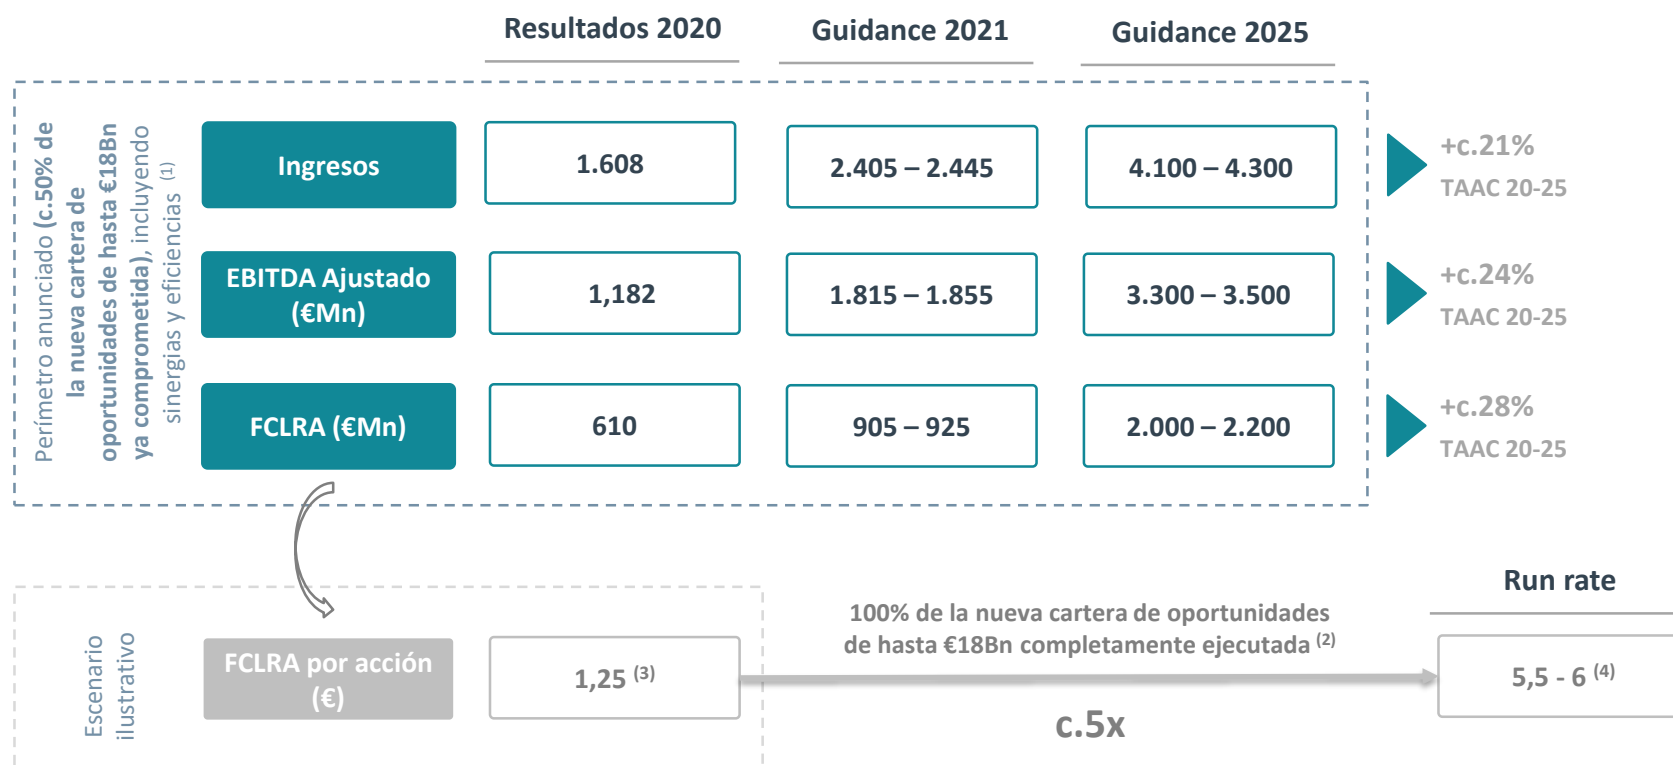 Resultados 2020
Guidance 2021
Guidance 2025
Perímetro anunciado (c.50% de
la nueva cartera de
oportunidades de hasta €18Bn
ya comprometida), incluyendo
sinergias y eficiencias (1)
Ingresos
1.608
2.405 – 2.445
4.100 – 4.300
+c.21%
TAAC 20-25
EBITDA Ajustado
(€Mn)
1,182
1.815 – 1.855
3.300 – 3.500
+c.24%
TAAC 20-25
FCLRA (€Mn)
610
905 – 925
2.000 – 2.200
+c.28%
TAAC 20-25
Run rate
Escenario
ilustrativo
FCLRA por acción
(€)
1,25 (3)
100% de la nueva cartera de oportunidades
de hasta €18Bn completamente ejecutada (2)
c.5x
5,5 - 6 (4)